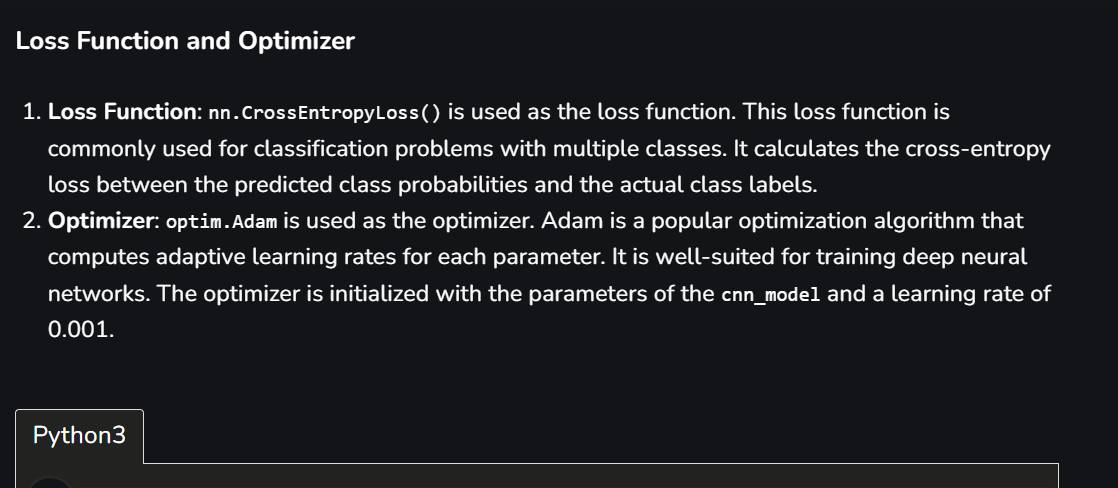 Loss Function and Optimizer
1. Loss Function: nn.CrossEntropyLoss() is used as the loss function. This loss function is
commonly used for classification problems with multiple classes. It calculates the cross-entropy
loss between the predicted class probabilities and the actual class labels.
2. Optimizer: optim.Adam is used as the optimizer. Adam is a popular optimization algorithm that
computes adaptive learning rates for each parameter. It is well-suited for training deep neural
networks. The optimizer is initialized with the parameters of the cnn_model and a learning rate of
0.001.
Python3